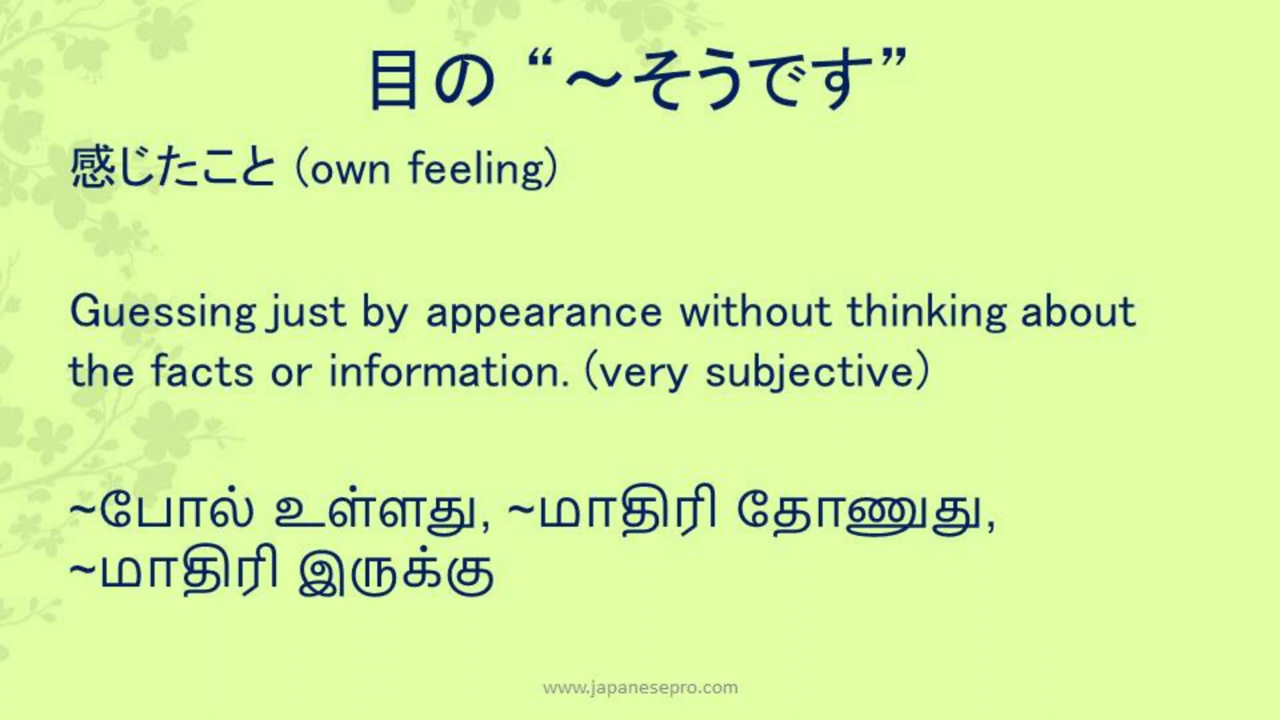 目の “～そうです”
感じたこと (own feeling)
Guessing just by appearance without thinking about
the facts or information. (very subjective)
~போல் உள்ளது, ~மாதிரி தோணுது,
~மாதிரி இருக்கு
www.japanesepro.com